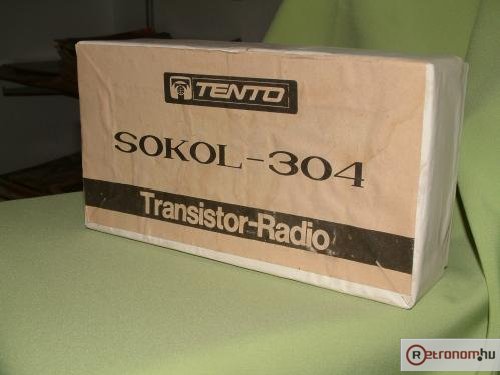 TENTO
SOKOL-304
Transistor-Radio
Retronom.hu